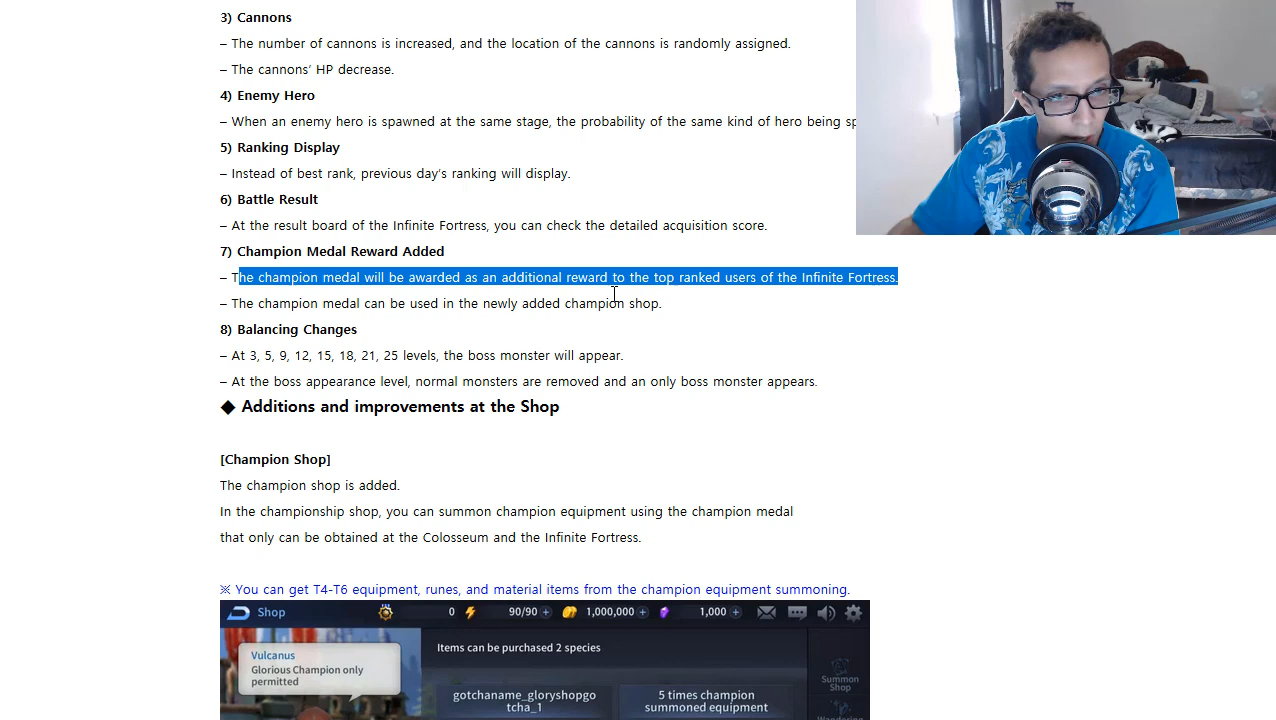 3) Cannons
– The number of cannons is increased, and the location of the cannons is randomly assigned.
– The cannons’ HP decrease.
4) Enemy Hero
– When an enemy hero is spawned at the same stage, the probability of the same kind of hero being sp
5) Ranking Display
– Instead of best rank, previous day’s ranking will display.
6) Battle Result
– At the result board of the Infinite Fortress, you can check the detailed acquisition score.
7) Champion Medal Reward Added
– The champion medal will be awarded as an additional reward to the top ranked users of the Infinite Fortress.
– The champion medal can be used in the newly added champion shop.
8) Balancing Changes
– At 3, 5, 9, 12, 15, 18, 21, 25 levels, the boss monster will appear.
– At the boss appearance level, normal monsters are removed and an only boss monster appears.
◆ Additions and improvements at the Shop
[Champion Shop]
The champion shop is added.
In the championship shop, you can summon champion equipment using the champion medal
that only can be obtained at the Colosseum and the Infinite Fortress.
※ You can get T4-T6 equipment, runes, and material items from the champion equipment summoning.
Shop 0 90/90 + 1,000,000 + 1,000 +
Vulcanus
Glorious Champion only
permitted
Items can be purchased 2 species
gotchaname_gloryshopgo
tcha_1
5 times champion
summoned equipment
Summon
Shop